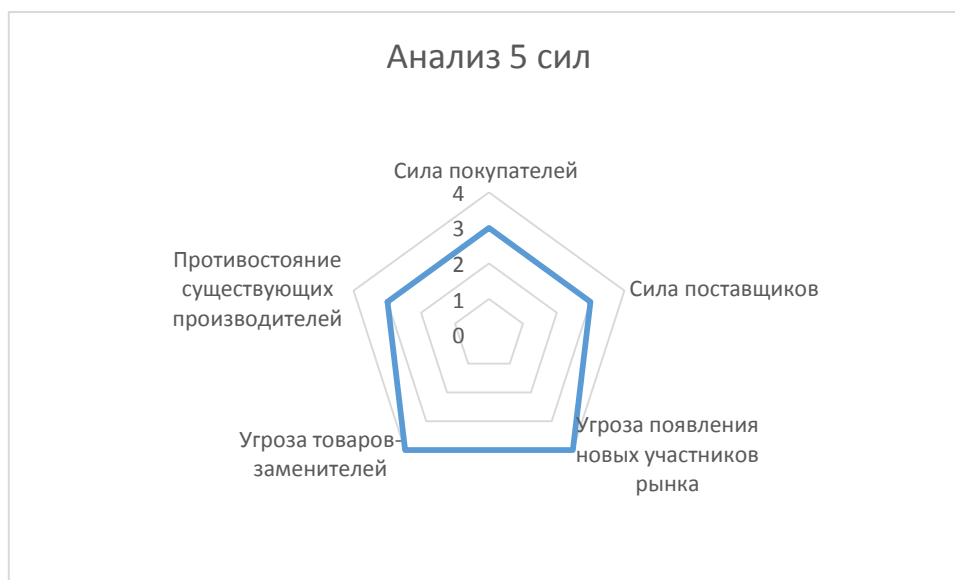 Анализ 5 сил
Сила покупателей
4
3
2
1
0
Сила поставщиков
Угроза появления
новых участников
рынка
Угроза товаров-
заменителей
Противостояние
существующих
производителей